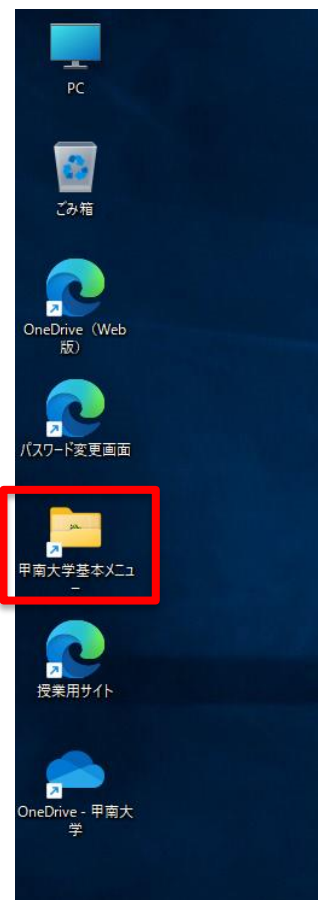 PC
ごみ箱
OneDrive（Web
版）
パスワード変更画面
甲南大学基本メニュ
ー
授業用サイト
OneDrive - 甲南大
学